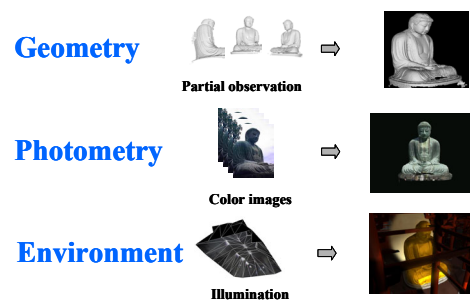 Geometry
Partial observation
Photometry
Color images
Environment
Illumination